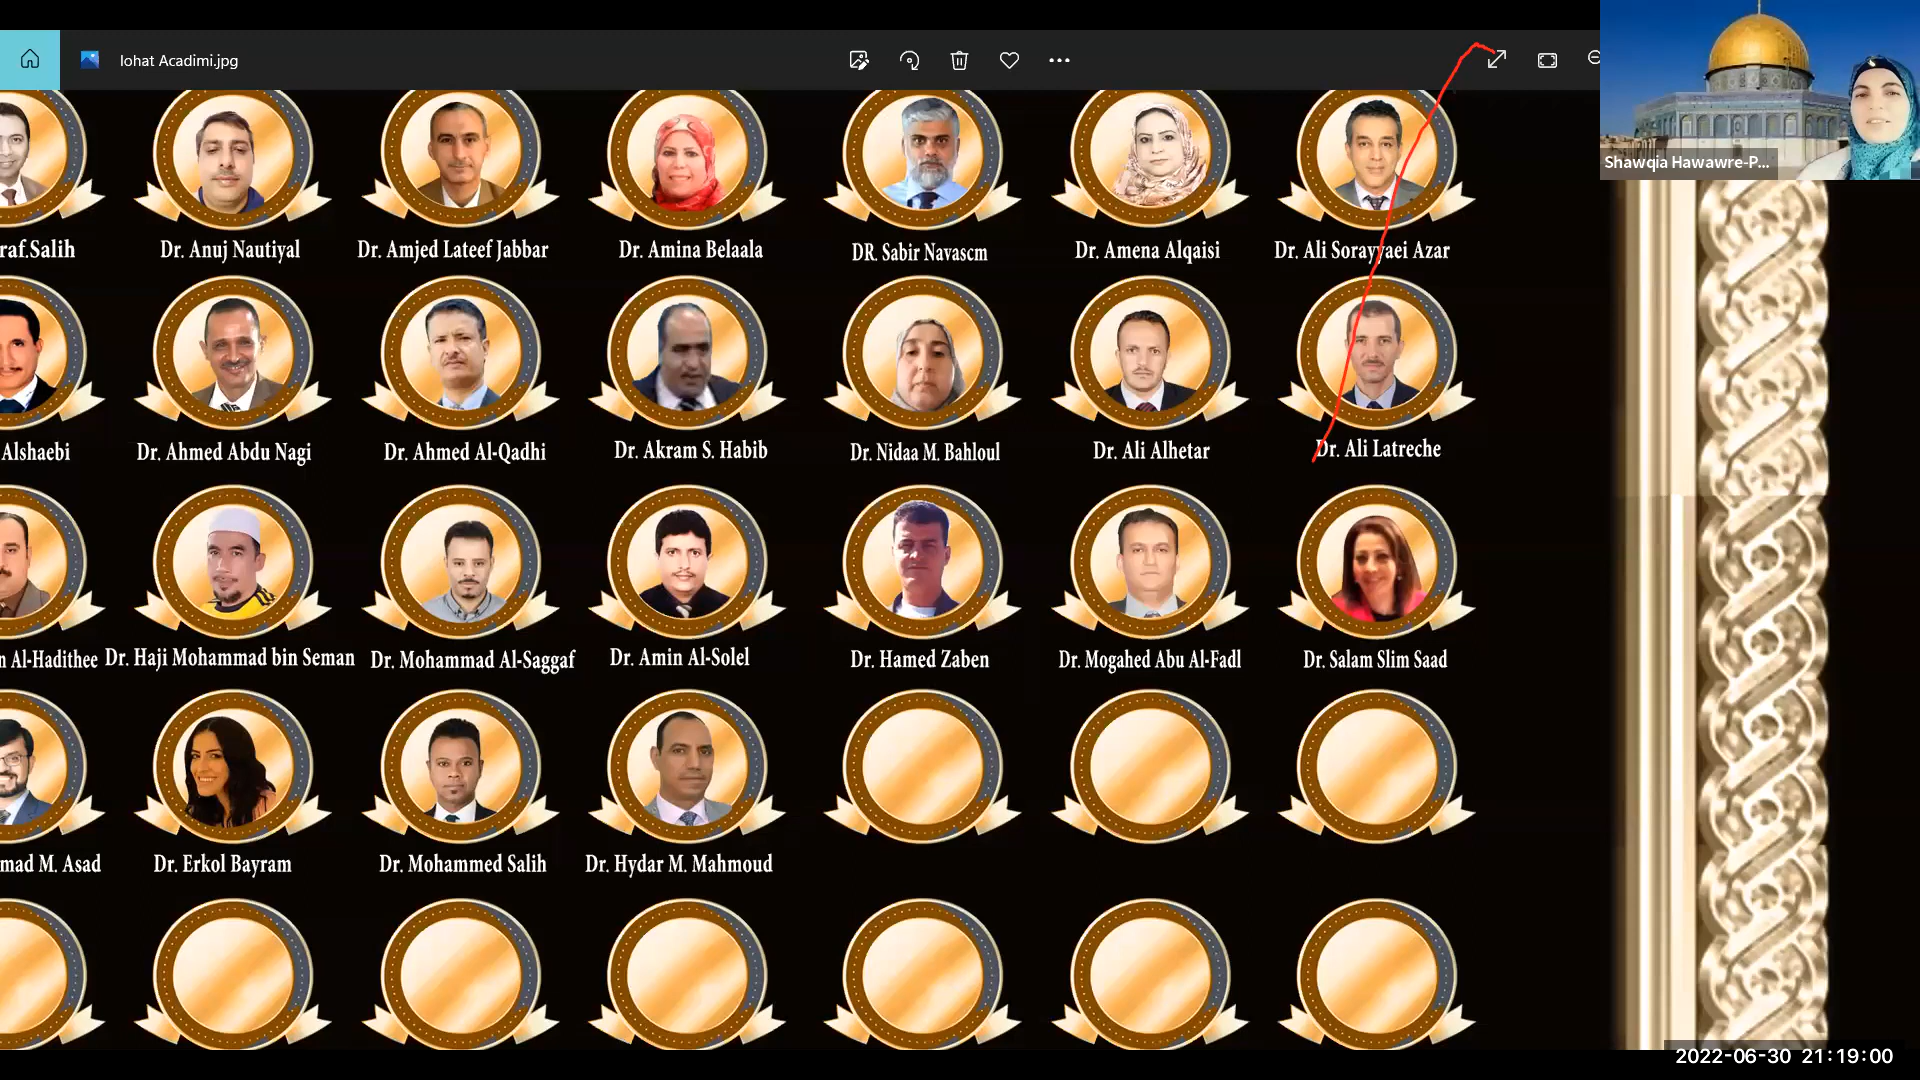 lohat Acadimi.jpg
Shawqia Hawawre-P...
raf.Salih
Dr. Anuj Nautiyal
Dr. Amjed Lateef Jabbar
Dr. Amina Belaala
DR. Sabir Navascm
Dr. Amena Alqaisi
Dr. Ali Sorayyaei Azar
Alshaebi
Dr. Ahmed Abdu Nagi
Dr. Ahmed Al-Qadhi
Dr. Akram S. Habib
Dr. Nidaa M. Bahloul
Dr. Ali Alhetar
Dr. Ali Latreche
n Al-Hadithee
Dr. Haji Mohammad bin Seman
Dr. Mohammad Al-Saggaf
Dr. Amin Al-Solel
Dr. Hamed Zaben
Dr. Mogahed Abu Al-Fadl
Dr. Salam Slim Saad
mad M. Asad
Dr. Erkol Bayram
Dr. Mohammed Salih
Dr. Hydar M. Mahmoud
2022-06-30 21:19:00